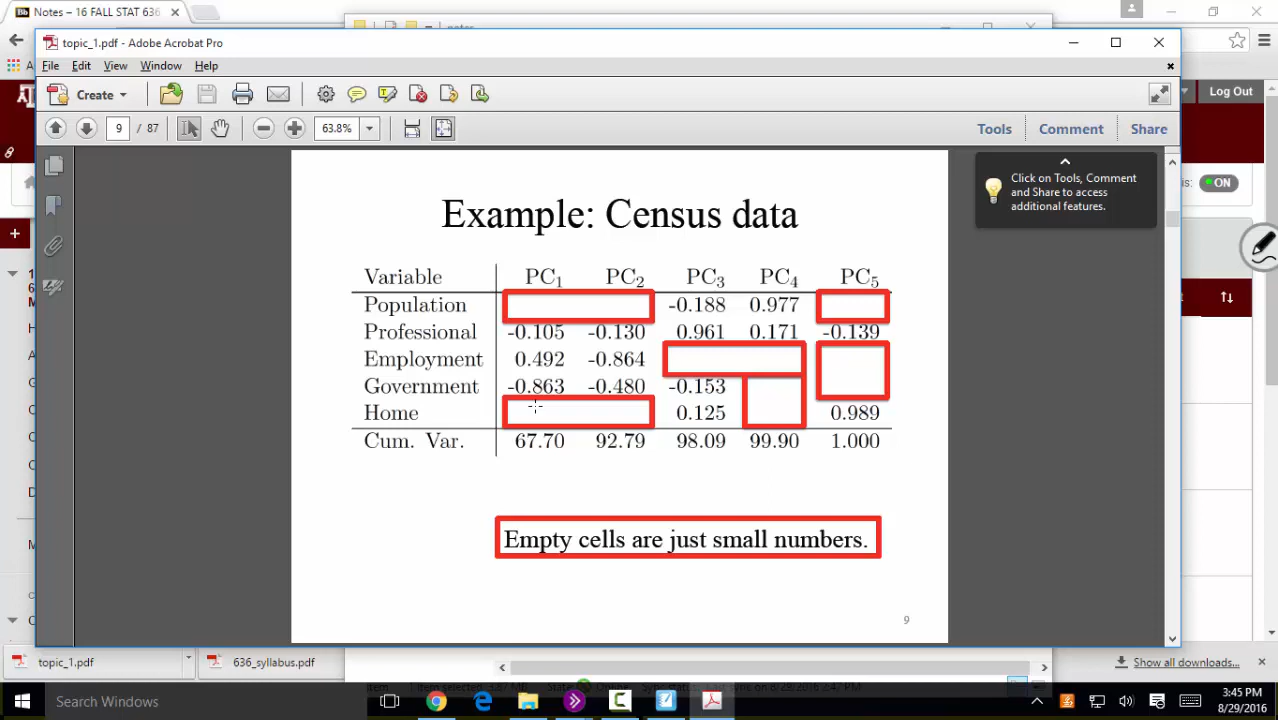 Notes – 16 FALL STAT 636
topic_1.pdf - Adobe Acrobat Pro
File Edit View Window Help
Create
Log Out
9 / 87 63.8% Tools Comment Share
Click on Tools, Comment
and Share to access
additional features.
is: ON
Example: Census data
Variable PC1 PC2 PC3 PC4 PC5
Population -0.188 0.977
Professional -0.105 -0.130 0.961 0.171 -0.139
Employment 0.492 -0.864
Government -0.863 -0.480 -0.153
Home 0.125 0.989
Cum. Var. 67.70 92.79 98.09 99.90 1.000
Empty cells are just small numbers.
9
topic_1.pdf 636_syllabus.pdf Show all downloads...
Search Windows
3:45 PM
8/29/2016